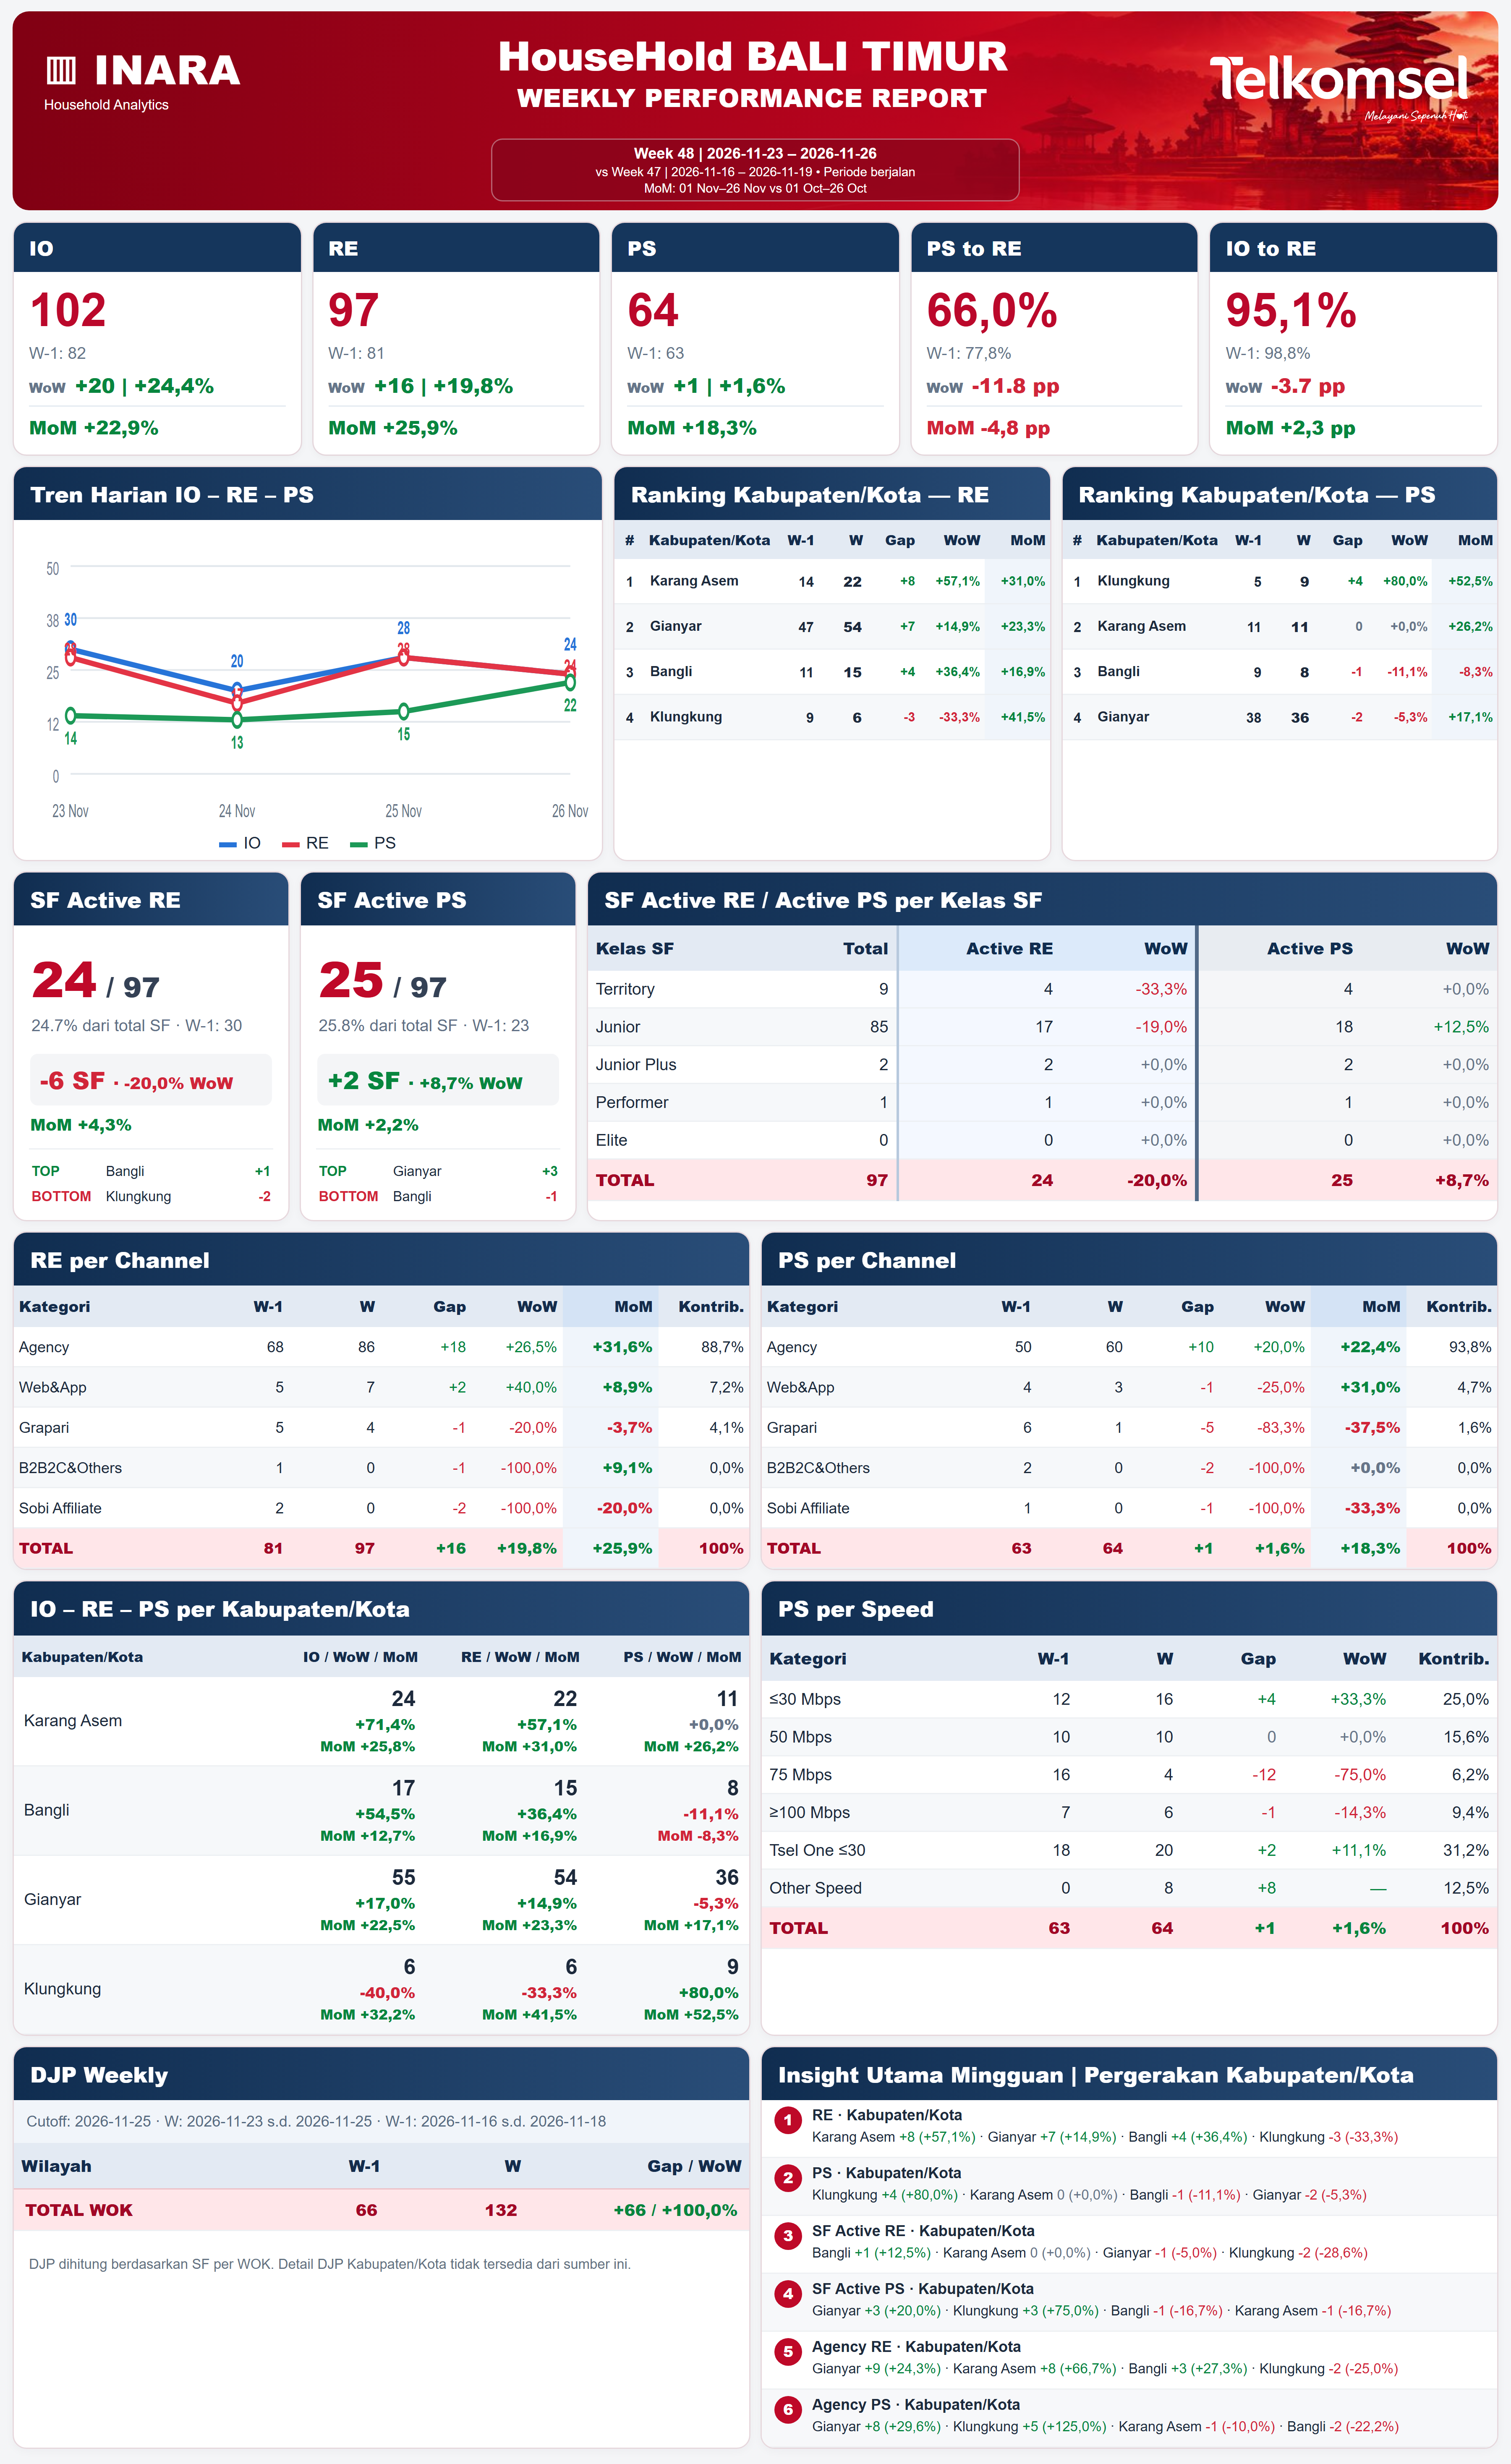 INARA
Household Analytics
HouseHold BALI TIMUR
WEEKLY PERFORMANCE REPORT
Telkomsel
Melayani Sepenuh Hati
Week 48 | 2026-11-23 – 2026-11-26
vs Week 47 | 2026-11-16 – 2026-11-19 • Periode berjalan
MoM: 01 Nov–26 Nov vs 01 Oct–26 Oct
IO
102
W-1: 82
WoW +20 | +24,4%
MoM +22,9%
RE
97
W-1: 81
WoW +16 | +19,8%
MoM +25,9%
PS
64
W-1: 63
WoW +1 | +1,6%
MoM +18,3%
PS to RE
66,0%
W-1: 77,8%
WoW -11.8 pp
MoM -4,8 pp
IO to RE
95,1%
W-1: 98,8%
WoW -3.7 pp
MoM +2,3 pp
Tren Harian IO – RE – PS
50
38
25
12
0
30
20
28
24
28
24
14
13
15
22
23 Nov 24 Nov 25 Nov 26 Nov
IO RE PS
Ranking Kabupaten/Kota — RE
# Kabupaten/Kota W-1 W Gap WoW MoM
1 Karang Asem 14 22 +8 +57,1% +31,0%
2 Gianyar 47 54 +7 +14,9% +23,3%
3 Bangli 11 15 +4 +36,4% +16,9%
4 Klungkung 9 6 -3 -33,3% +41,5%
Ranking Kabupaten/Kota — PS
# Kabupaten/Kota W-1 W Gap WoW MoM
1 Klungkung 5 9 +4 +80,0% +52,5%
2 Karang Asem 11 11 0 +0,0% +26,2%
3 Bangli 9 8 -1 -11,1% -8,3%
4 Gianyar 38 36 -2 -5,3% +17,1%
SF Active RE
24 / 97
24.7% dari total SF · W-1: 30
-6 SF · -20,0% WoW
MoM +4,3%
TOP Bangli +1
BOTTOM Klungkung -2
SF Active PS
25 / 97
25.8% dari total SF · W-1: 23
+2 SF · +8,7% WoW
MoM +2,2%
TOP Gianyar +3
BOTTOM Bangli -1
SF Active RE / Active PS per Kelas SF
Kelas SF Total Active RE WoW Active PS WoW
Territory 9 4 -33,3% 4 +0,0%
Junior 85 17 -19,0% 18 +12,5%
Junior Plus 2 2 +0,0% 2 +0,0%
Performer 1 1 +0,0% 1 +0,0%
Elite 0 0 +0,0% 0 +0,0%
TOTAL 97 24 -20,0% 25 +8,7%
RE per Channel
Kategori W-1 W Gap WoW MoM Kontrib.
Agency 68 86 +18 +26,5% +31,6% 88,7%
Web&App 5 7 +2 +40,0% +8,9% 7,2%
Grapari 5 4 -1 -20,0% -3,7% 4,1%
B2B2C&Others 1 0 -1 -100,0% +9,1% 0,0%
Sobi Affiliate 2 0 -2 -100,0% -20,0% 0,0%
TOTAL 81 97 +16 +19,8% +25,9% 100%
PS per Channel
Kategori W-1 W Gap WoW MoM Kontrib.
Agency 50 60 +10 +20,0% +22,4% 93,8%
Web&App 4 3 -1 -25,0% +31,0% 4,7%
Grapari 6 1 -5 -83,3% -37,5% 1,6%
B2B2C&Others 2 0 -2 -100,0% +0,0% 0,0%
Sobi Affiliate 1 0 -1 -100,0% -33,3% 0,0%
TOTAL 63 64 +1 +1,6% +18,3% 100%
IO – RE – PS per Kabupaten/Kota
Kabupaten/Kota IO / WoW / MoM RE / WoW / MoM PS / WoW / MoM
24 22 11
Karang Asem +71,4% +57,1% +0,0%
MoM +25,8% MoM +31,0% MoM +26,2%
17 15 8
Bangli +54,5% +36,4% -11,1%
MoM +12,7% MoM +16,9% MoM -8,3%
55 54 36
Gianyar +17,0% +14,9% -5,3%
MoM +22,5% MoM +23,3% MoM +17,1%
6 6 9
Klungkung -40,0% -33,3% +80,0%
MoM +32,2% MoM +41,5% MoM +52,5%
PS per Speed
Kategori W-1 W Gap WoW Kontrib.
≤30 Mbps 12 16 +4 +33,3% 25,0%
50 Mbps 10 10 0 +0,0% 15,6%
75 Mbps 16 4 -12 -75,0% 6,2%
≥100 Mbps 7 6 -1 -14,3% 9,4%
Tsel One ≤30 18 20 +2 +11,1% 31,2%
Other Speed 0 8 +8 — 12,5%
TOTAL 63 64 +1 +1,6% 100%
DJP Weekly
Cutoff: 2026-11-25 · W: 2026-11-23 s.d. 2026-11-25 · W-1: 2026-11-16 s.d. 2026-11-18
Wilayah W-1 W Gap / WoW
TOTAL WOK 66 132 +66 / +100,0%
DJP dihitung berdasarkan SF per WOK. Detail DJP Kabupaten/Kota tidak tersedia dari sumber ini.
Insight Utama Mingguan | Pergerakan Kabupaten/Kota
1 RE · Kabupaten/Kota
Karang Asem +8 (+57,1%) · Gianyar +7 (+14,9%) · Bangli +4 (+36,4%) · Klungkung -3 (-33,3%)
2 PS · Kabupaten/Kota
Klungkung +4 (+80,0%) · Karang Asem 0 (+0,0%) · Bangli -1 (-11,1%) · Gianyar -2 (-5,3%)
3 SF Active RE · Kabupaten/Kota
Bangli +1 (+12,5%) · Karang Asem 0 (+0,0%) · Gianyar -1 (-5,0%) · Klungkung -2 (-28,6%)
4 SF Active PS · Kabupaten/Kota
Gianyar +3 (+20,0%) · Klungkung +3 (+75,0%) · Bangli -1 (-16,7%) · Karang Asem -1 (-16,7%)
5 Agency RE · Kabupaten/Kota
Gianyar +9 (+24,3%) · Karang Asem +8 (+66,7%) · Bangli +3 (+27,3%) · Klungkung -2 (-25,0%)
6 Agency PS · Kabupaten/Kota
Gianyar +8 (+29,6%) · Klungkung +5 (+125,0%) · Karang Asem -1 (-10,0%) · Bangli -2 (-22,2%)